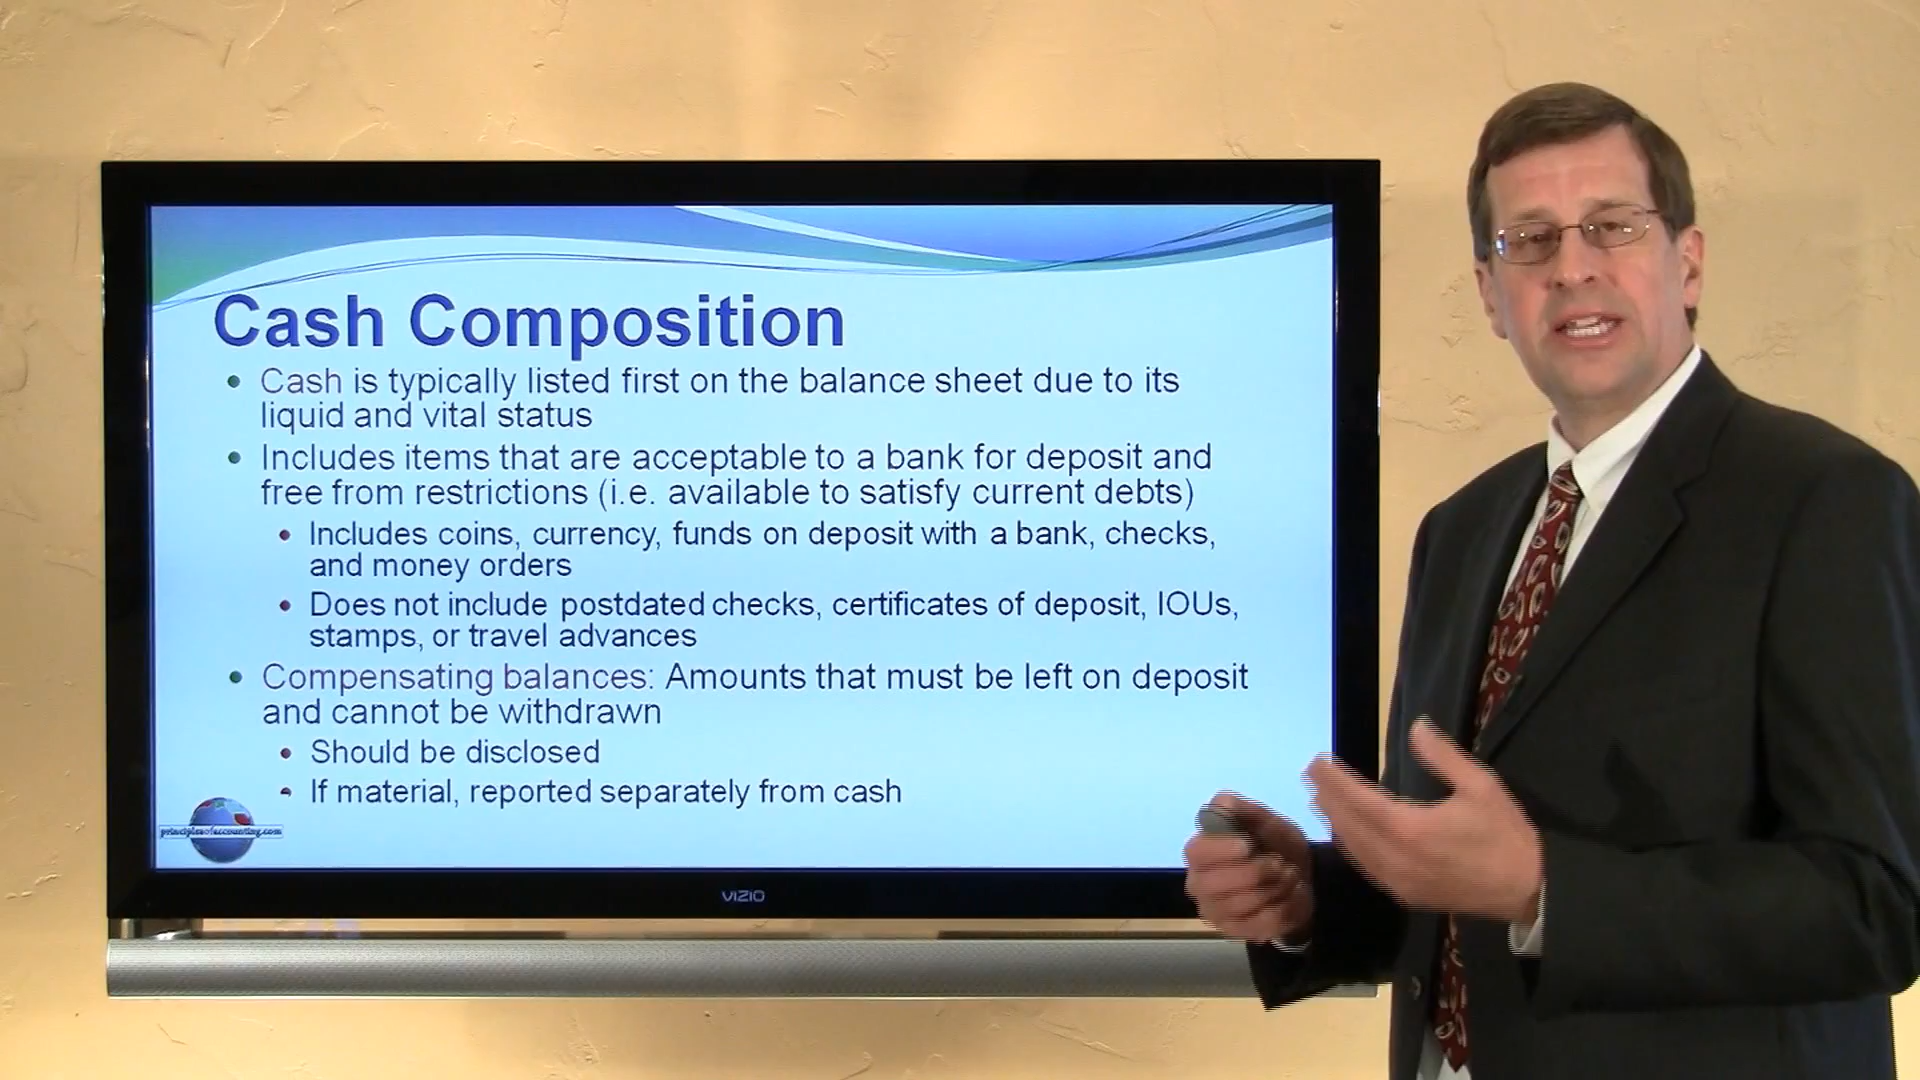 Cash Composition
• Cash is typically listed first on the balance sheet due to its
liquid and vital status
• Includes items that are acceptable to a bank for deposit and
free from restrictions (i.e. available to satisfy current debts)
• Includes coins, currency, funds on deposit with a bank, checks,
and money orders
• Does not include postdated checks, certificates of deposit, IOUs,
stamps, or travel advances
• Compensating balances: Amounts that must be left on deposit
and cannot be withdrawn
• Should be disclosed
• If material, reported separately from cash
principlesofaccounting.com
VIZIO